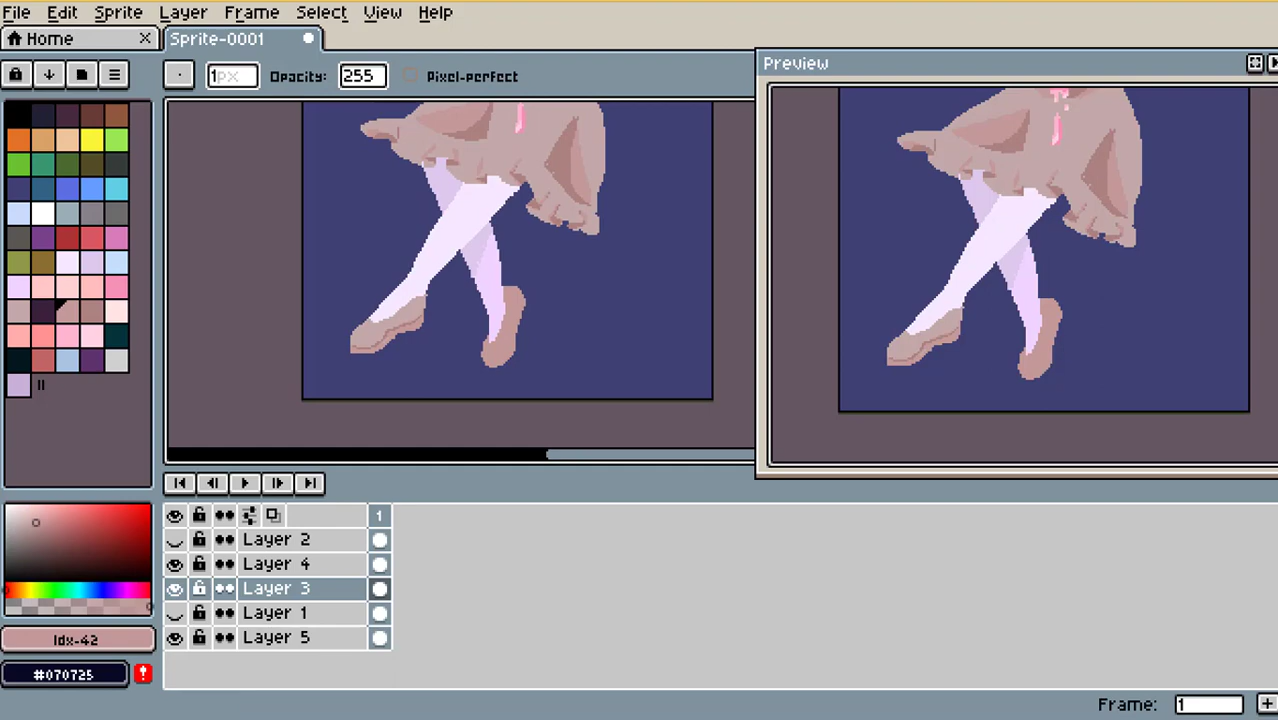 File Edit Sprite Layer Frame Select View Help
Home Sprite-0001
1px Opacity: 255 Pixel-perfect
Preview
1
Layer 2
Layer 4
Layer 3
Layer 1
Layer 5
Idx-42
#070725
Frame: 1